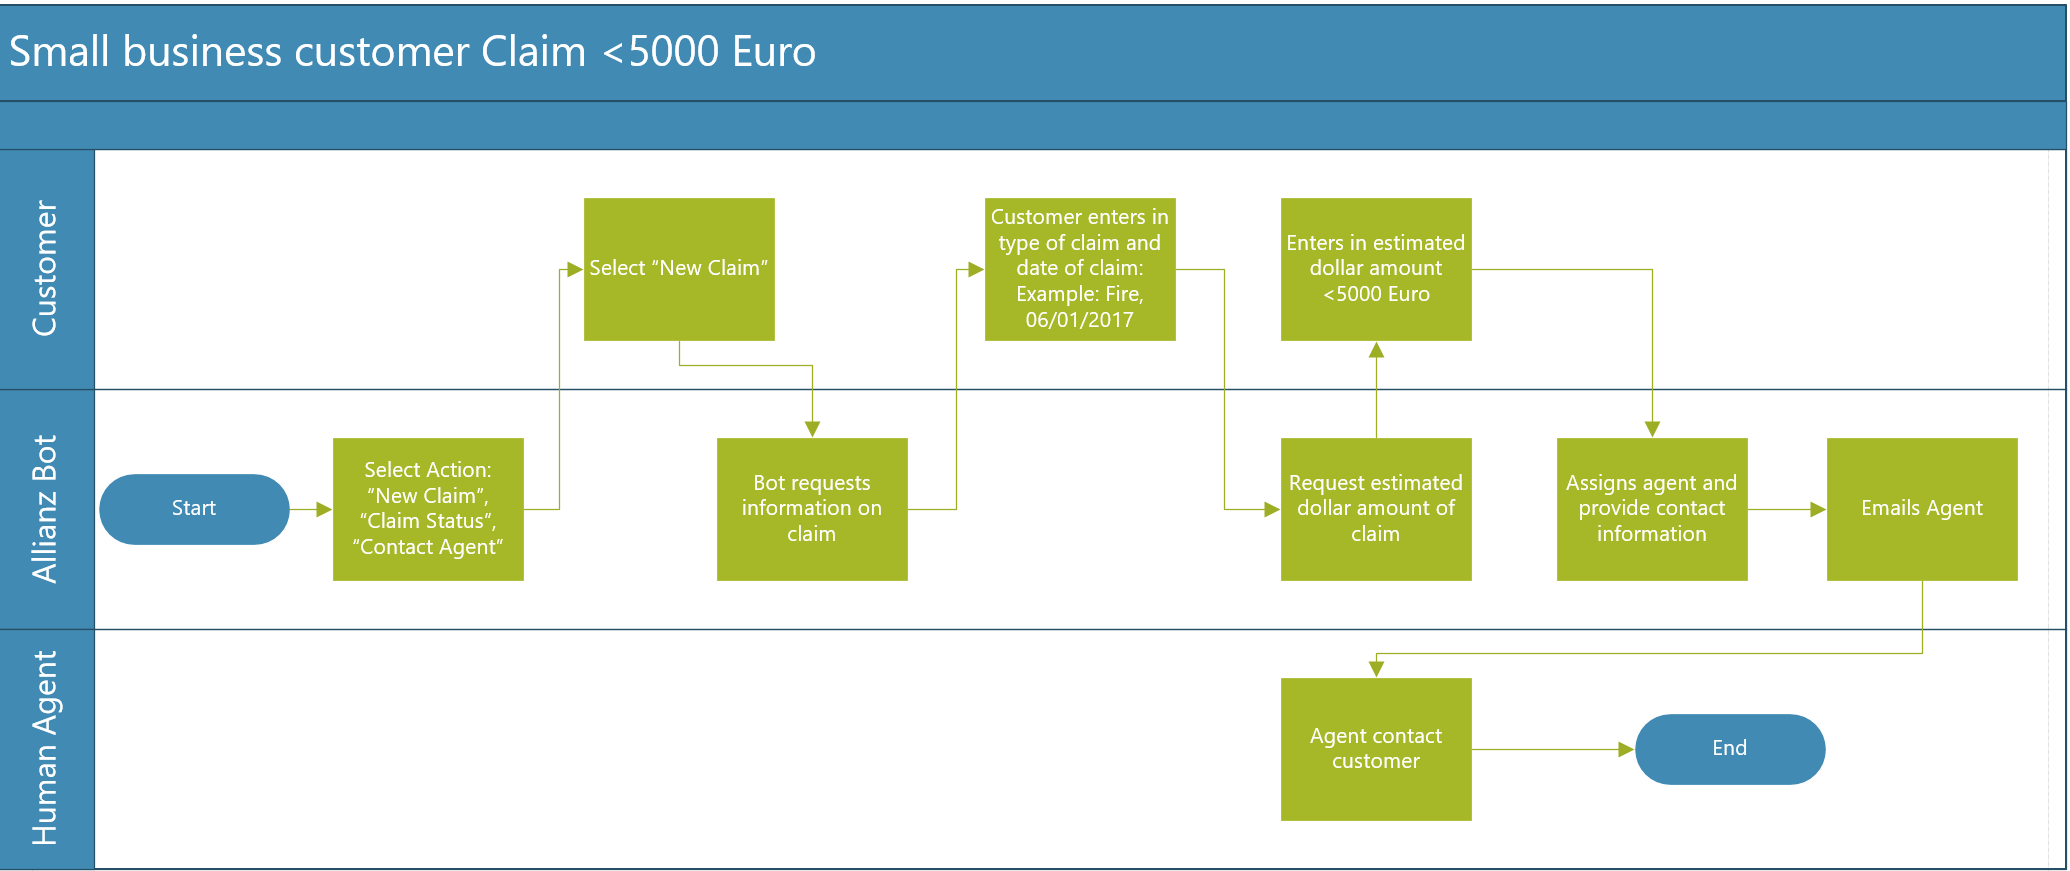 Small business customer Claim <5000 Euro
Customer
Select “New Claim”
Customer enters in
type of claim and
date of claim:
Example: Fire,
06/01/2017
Enters in estimated
dollar amount
<5000 Euro
Allianz Bot
Start
Select Action:
“New Claim”,
“Claim Status”,
“Contact Agent”
Bot requests
information on
claim
Request estimated
dollar amount of
claim
Assigns agent and
provide contact
information
Emails Agent
Human Agent
Agent contact
customer
End